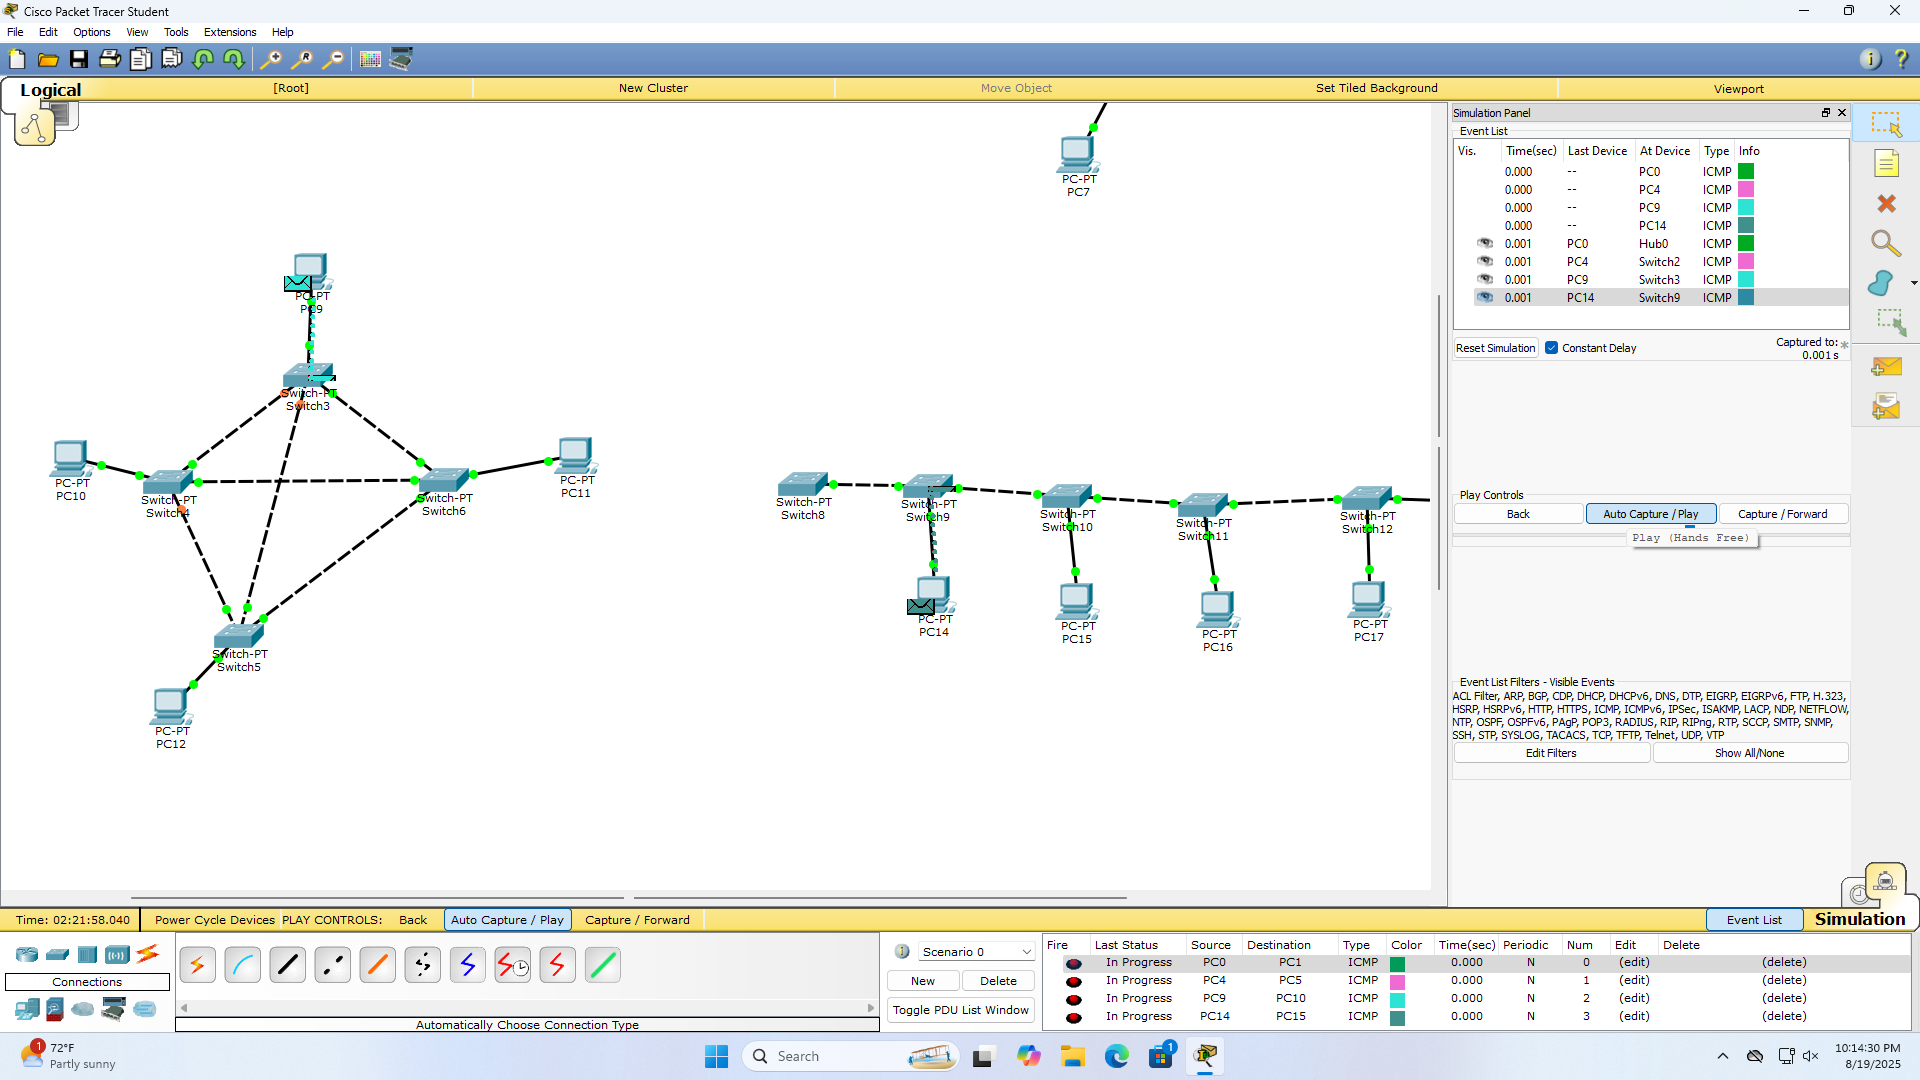 Cisco Packet Tracer Student
File Edit Options View Tools Extensions Help
Logical [Root] New Cluster Move Object Set Tiled Background Viewport
PC-PT
PC7
PC-PT
PC9
Switch-PT
Switch3
PC-PT
PC10
Switch-PT
Switch4
Switch-PT
Switch6
PC-PT
PC11
Switch-PT
Switch5
PC-PT
PC12
Switch-PT
Switch8
Switch-PT
Switch9
Switch-PT
Switch10
Switch-PT
Switch11
Switch-PT
Switch12
PC-PT
PC14
PC-PT
PC15
PC-PT
PC16
PC-PT
PC17
Simulation Panel
Event List
Vis. Time(sec) Last Device At Device Type Info
0.000 -- PC0 ICMP
0.000 -- PC4 ICMP
0.000 -- PC9 ICMP
0.000 -- PC14 ICMP
0.001 PC0 Hub0 ICMP
0.001 PC4 Switch2 ICMP
0.001 PC9 Switch3 ICMP
0.001 PC14 Switch9 ICMP
Reset Simulation Constant Delay Captured to: *
0.001 s
Play Controls
Back Auto Capture / Play Capture / Forward
Play (Hands Free)
Event List Filters - Visible Events
ACL Filter, ARP, BGP, CDP, DHCP, DHCPv6, DNS, DTP, EIGRP, EIGRPv6, FTP, H.323,
HSRP, HSRPv6, HTTP, HTTPS, ICMP, ICMPv6, IPSec, ISAKMP, LACP, NDP, NETFLOW,
NTP, OSPF, OSPFv6, PAgP, POP3, RADIUS, RIP, RIPng, RTP, SCCP, SMTP, SNMP,
SSH, STP, SYSLOG, TACACS, TCP, TFTP, Telnet, UDP, VTP
Edit Filters Show All/None
Time: 02:21:58.040 Power Cycle Devices PLAY CONTROLS: Back Auto Capture / Play Capture / Forward Event List Simulation
Connections
Automatically Choose Connection Type
Scenario 0
New Delete
Toggle PDU List Window
Fire Last Status Source Destination Type Color Time(sec) Periodic Num Edit Delete
In Progress PC0 PC1 ICMP 0.000 N 0 (edit) (delete)
In Progress PC4 PC5 ICMP 0.000 N 1 (edit) (delete)
In Progress PC9 PC10 ICMP 0.000 N 2 (edit) (delete)
In Progress PC14 PC15 ICMP 0.000 N 3 (edit) (delete)
1
72°F
Partly sunny
Search
1
10:14:30 PM
8/19/2025